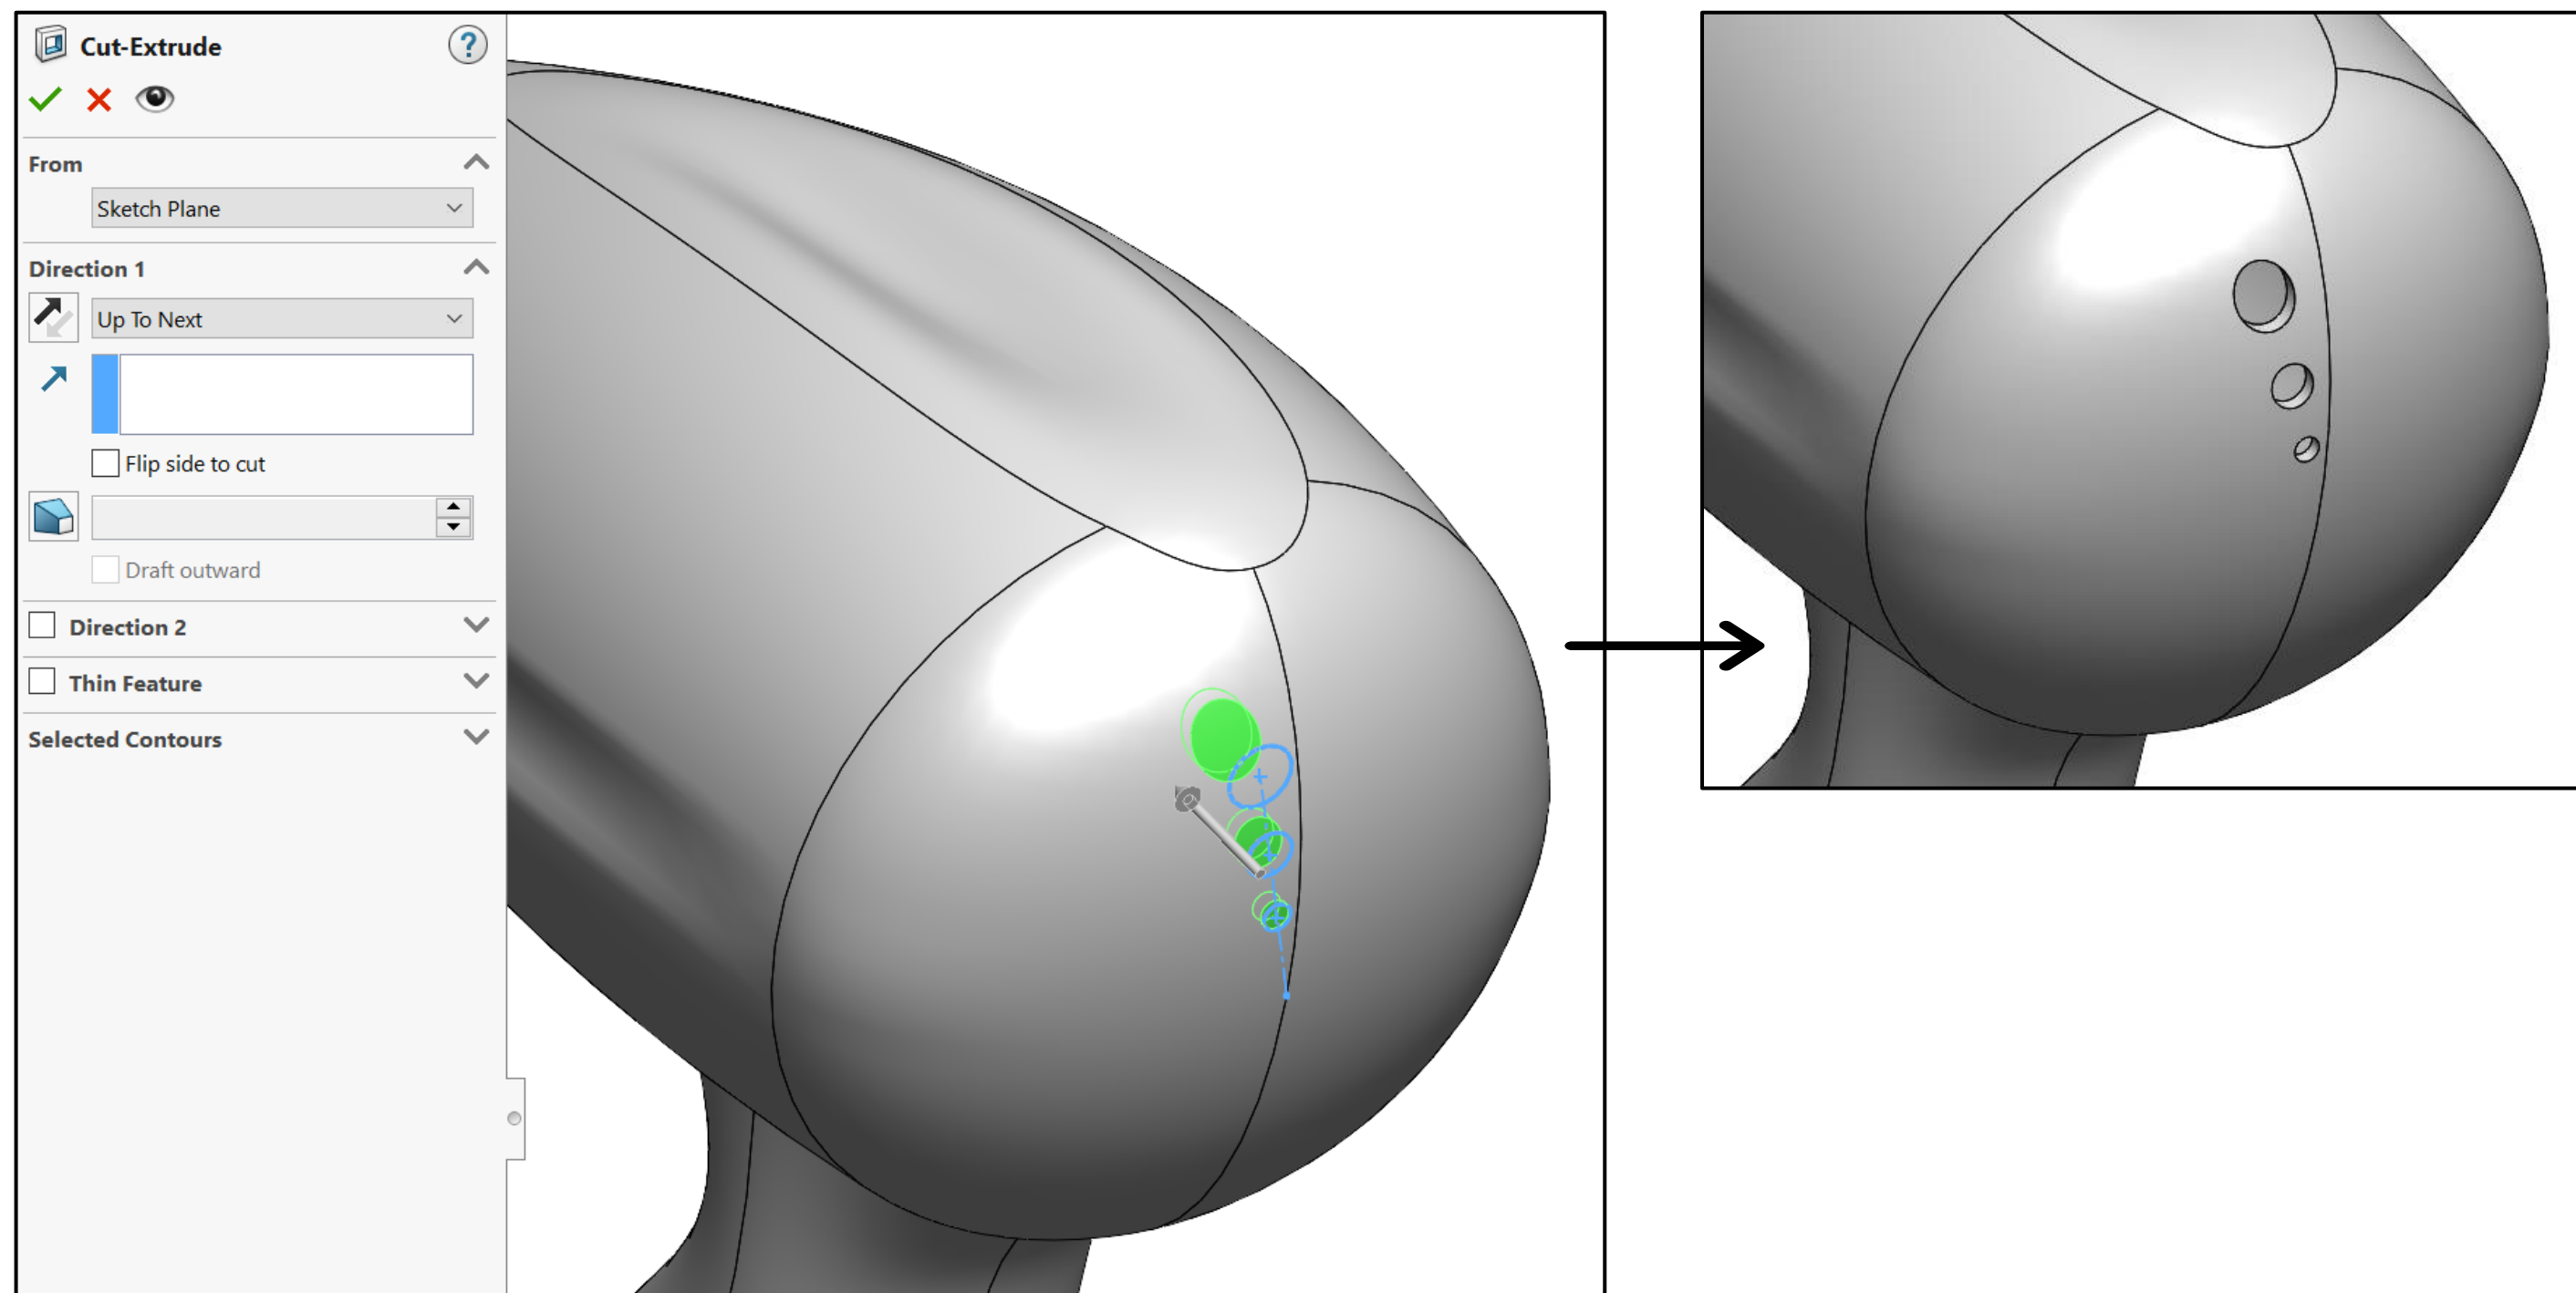 Cut-Extrude
?
From
Sketch Plane
Direction 1
Up To Next
Flip side to cut
Draft outward
Direction 2
Thin Feature
Selected Contours